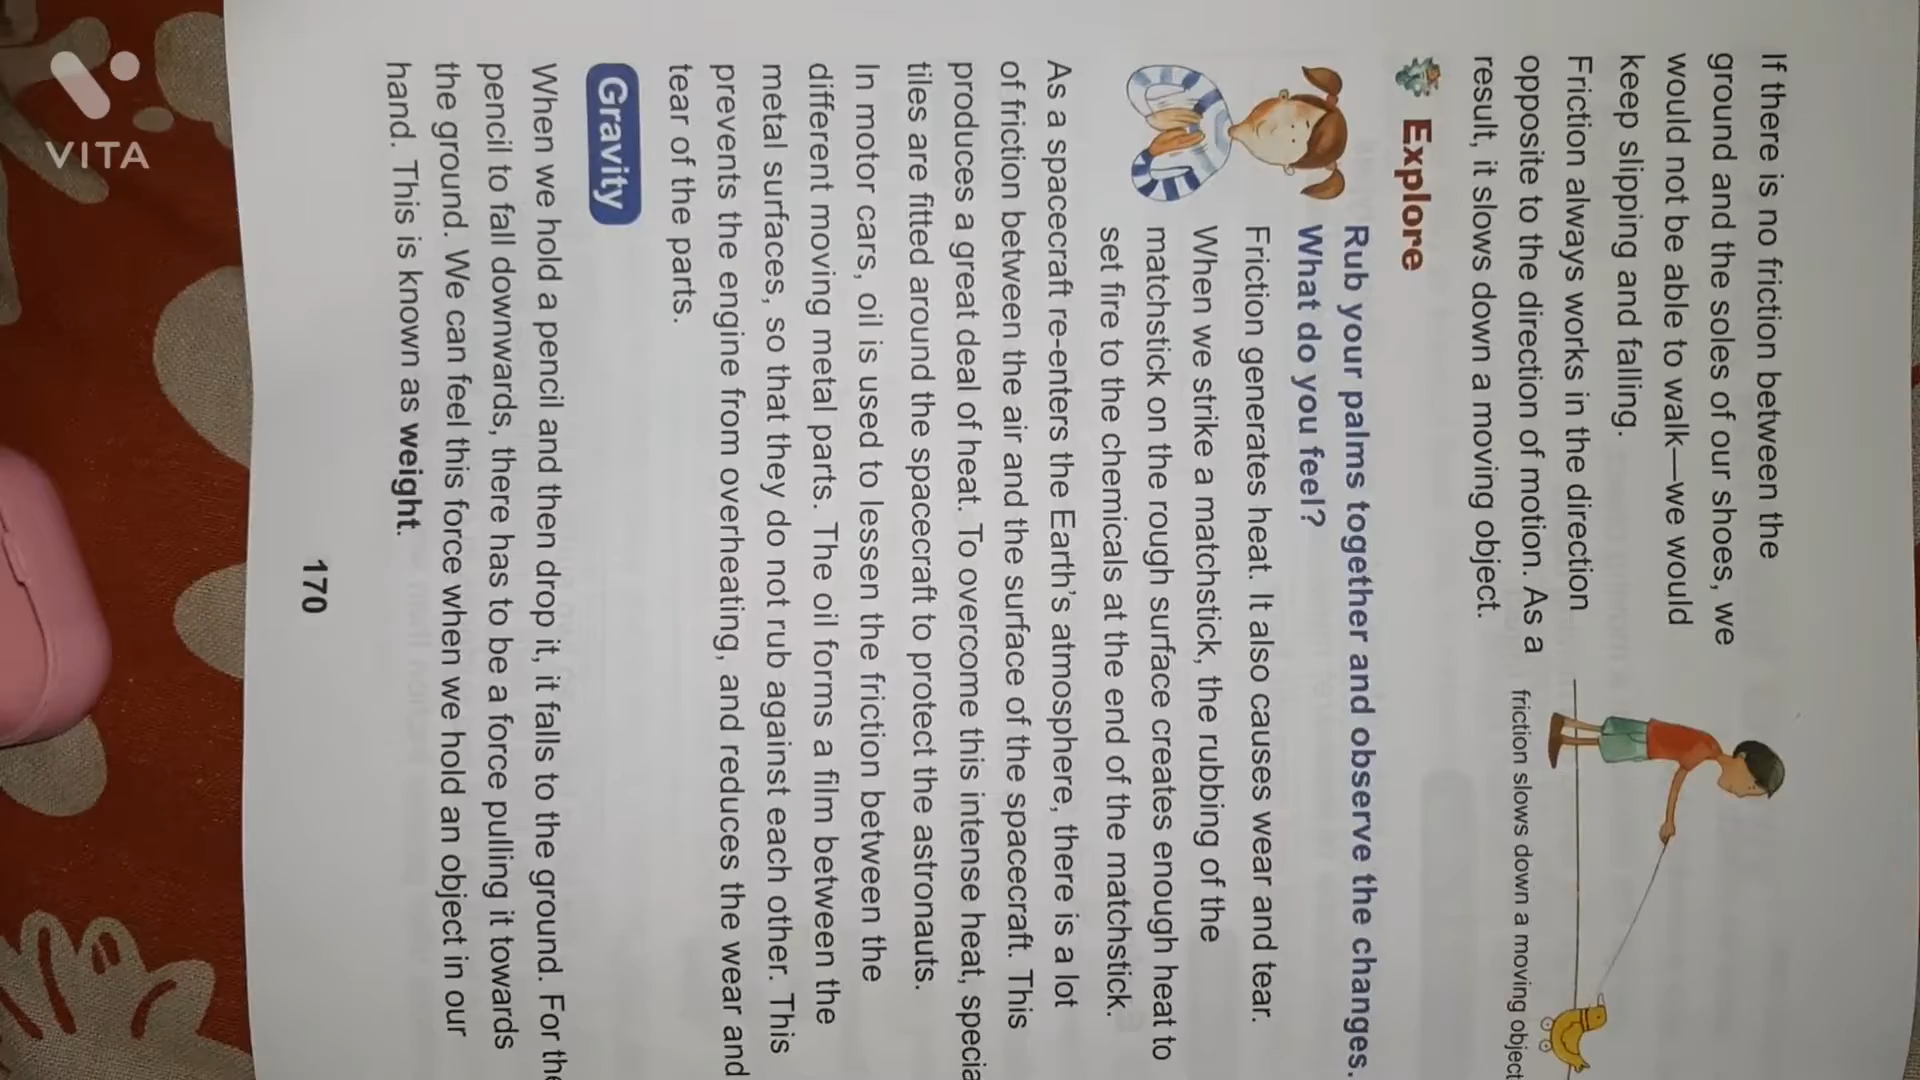 If there is no friction between the
ground and the soles of our shoes, we
would not be able to walk—we would
keep slipping and falling.
Friction always works in the direction
opposite to the direction of motion. As a
result, it slows down a moving object.
friction slows down a moving object
Explore
Rub your palms together and observe the changes.
What do you feel?
Friction generates heat. It also causes wear and tear.
When we strike a matchstick, the rubbing of the
matchstick on the rough surface creates enough heat to
set fire to the chemicals at the end of the matchstick.
As a spacecraft re-enters the Earth's atmosphere, there is a lot
of friction between the air and the surface of the spacecraft. This
produces a great deal of heat. To overcome this intense heat, specia
tiles are fitted around the spacecraft to protect the astronauts.
In motor cars, oil is used to lessen the friction between the
different moving metal parts. The oil forms a film between the
metal surfaces, so that they do not rub against each other. This
prevents the engine from overheating, and reduces the wear and
tear of the parts.
Gravity
When we hold a pencil and then drop it, it falls to the ground. For the
pencil to fall downwards, there has to be a force pulling it towards
the ground. We can feel this force when we hold an object in our
hand. This is known as weight.
170
VITA